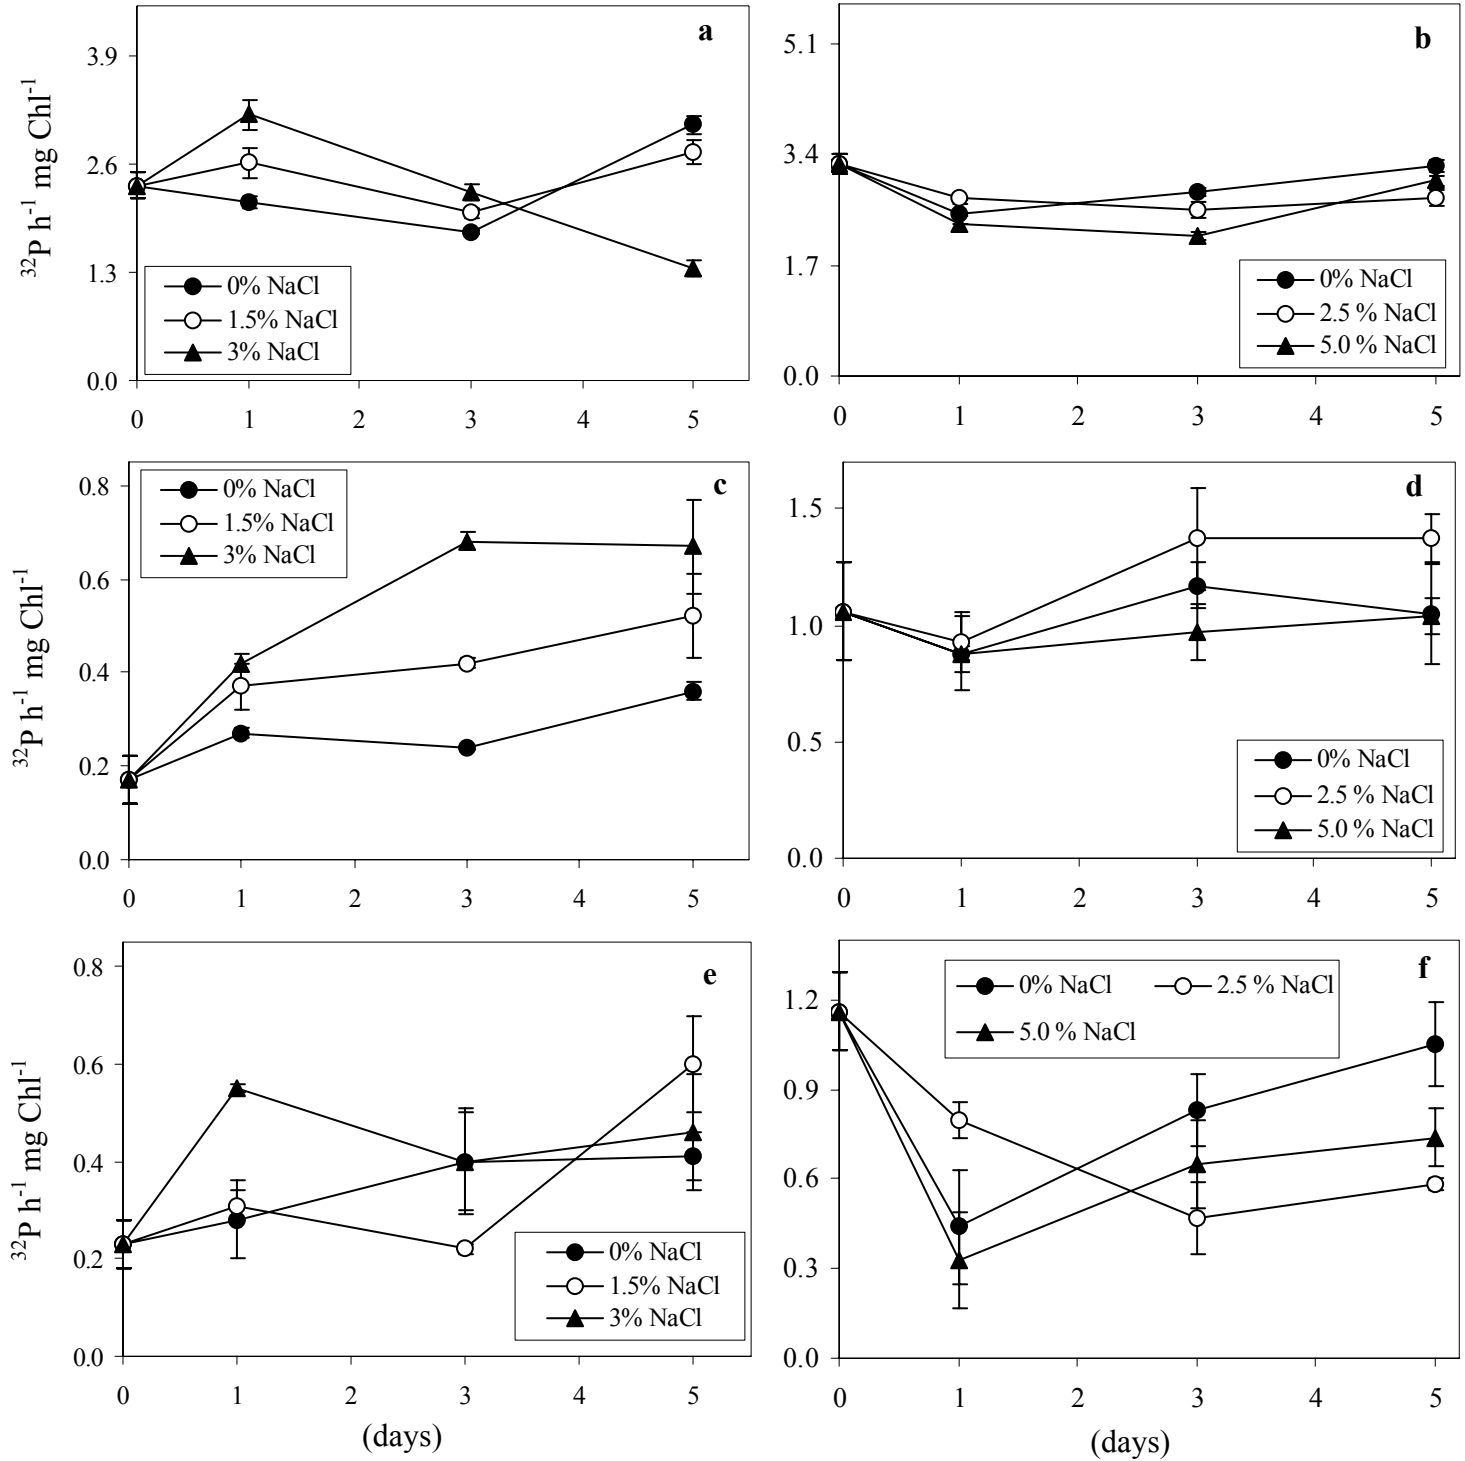 a
³²P h⁻¹ mg Chl⁻¹
3.9
2.6
1.3
0.0
0% NaCl
1.5% NaCl
3% NaCl
0 1 2 3 4 5
b
5.1
3.4
1.7
0.0
0% NaCl
2.5 % NaCl
5.0 % NaCl
0 1 2 3 4 5
c
³²P h⁻¹ mg Chl⁻¹
0.8
0.6
0.4
0.2
0.0
0% NaCl
1.5% NaCl
3% NaCl
0 1 2 3 4 5
d
1.5
1.0
0.5
0.0
0% NaCl
2.5 % NaCl
5.0 % NaCl
0 1 2 3 4 5
e
³²P h⁻¹ mg Chl⁻¹
0.8
0.6
0.4
0.2
0.0
0% NaCl
1.5% NaCl
3% NaCl
0 1 2 3 4 5
(days)
f
1.2
0.9
0.6
0.3
0.0
0% NaCl 2.5 % NaCl
5.0 % NaCl
0 1 2 3 4 5
(days)